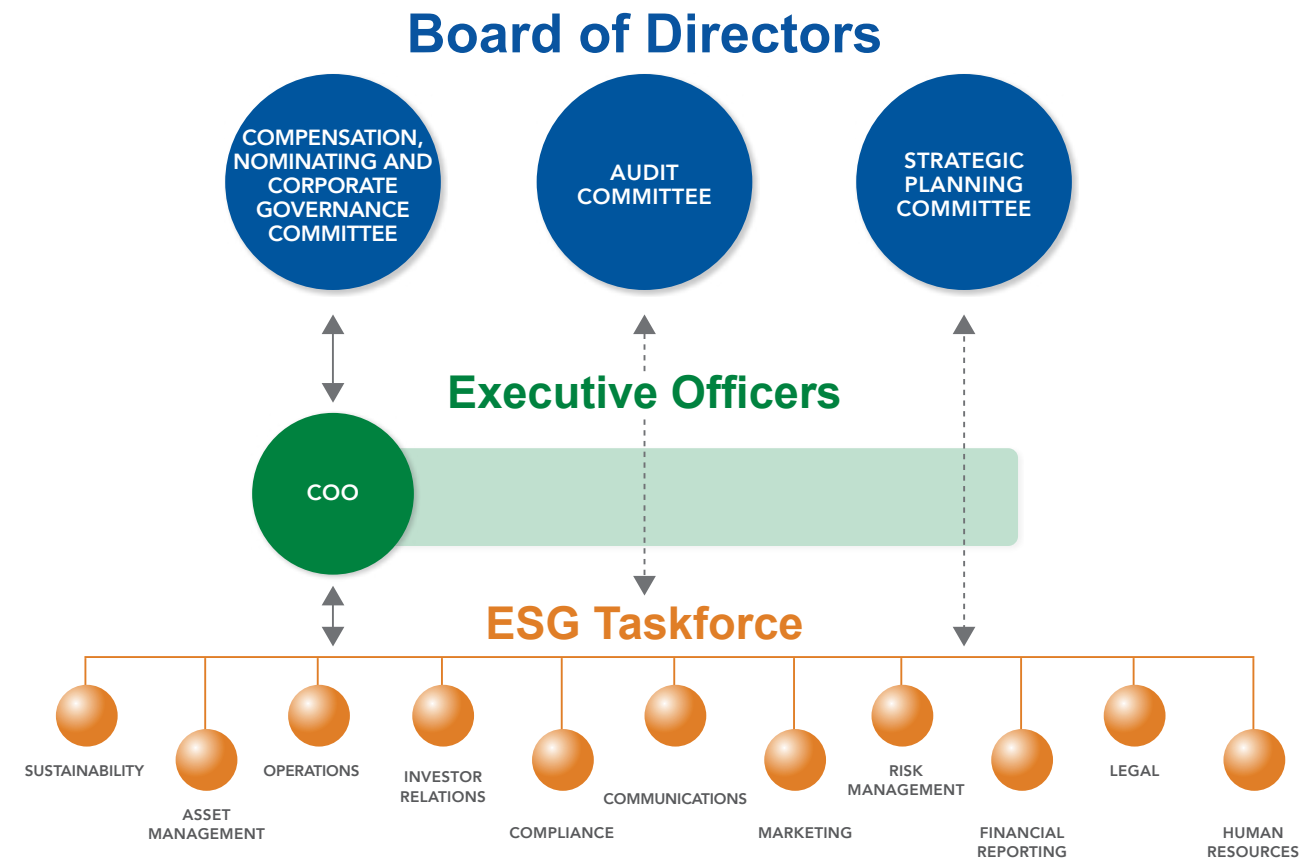 Board of Directors
COMPENSATION,
NOMINATING AND
CORPORATE
GOVERNANCE
COMMITTEE
AUDIT
COMMITTEE
STRATEGIC
PLANNING
COMMITTEE
Executive Officers
COO
ESG Taskforce
SUSTAINABILITY
ASSET
MANAGEMENT
OPERATIONS
INVESTOR
RELATIONS
COMPLIANCE
COMMUNICATIONS
MARKETING
RISK
MANAGEMENT
FINANCIAL
REPORTING
LEGAL
HUMAN
RESOURCES